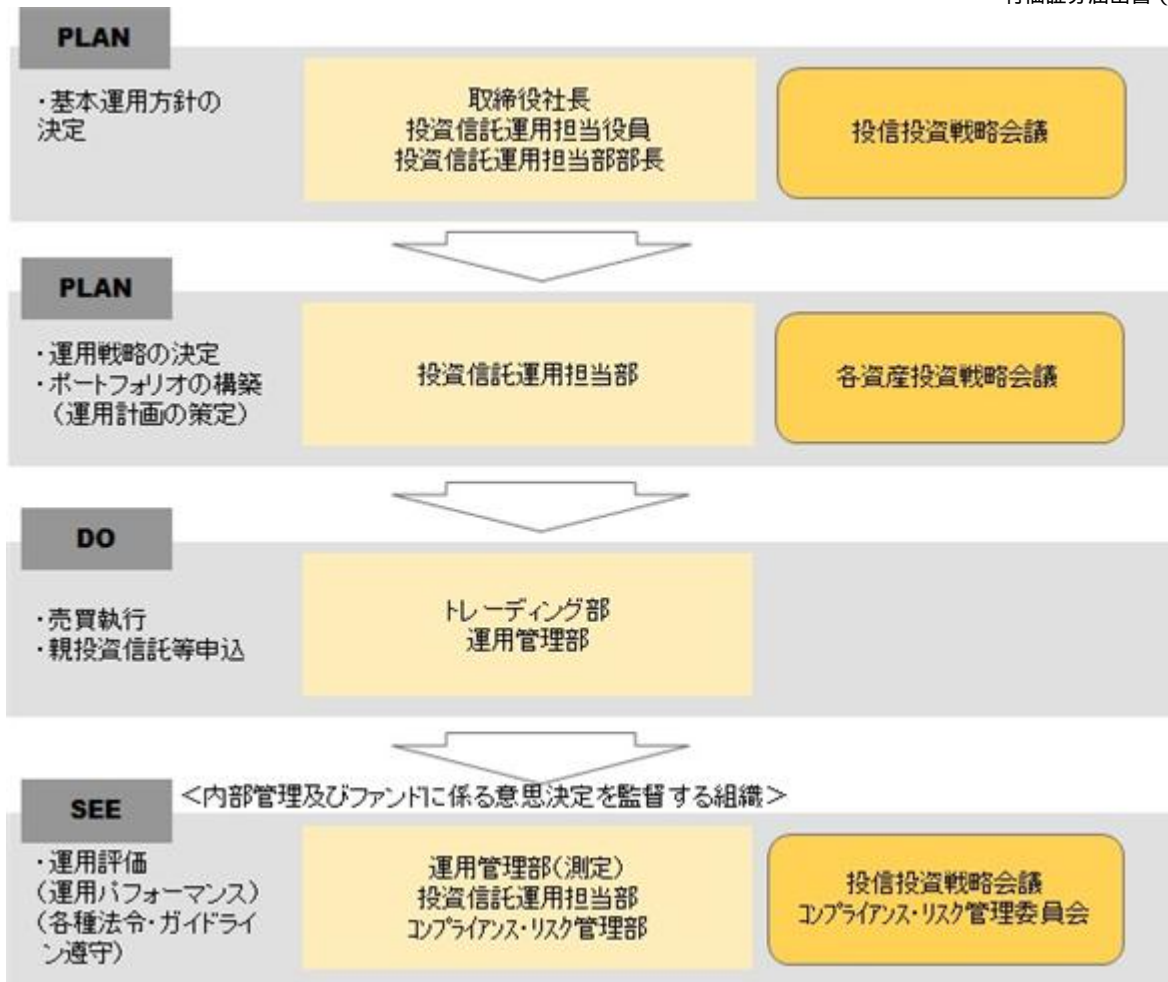 PLAN
・基本運用方針の
決定
取締役社長
投資信託運用担当役員
投資信託運用担当部部長
投信投資戦略会議
PLAN
・運用戦略の決定
・ポートフォリオの構築
（運用計画の策定）
投資信託運用担当部
各資産投資戦略会議
DO
・売買執行
・親投資信託等申込
トレーディング部
運用管理部
SEE
＜内部管理及びファンドに係る意思決定を監督する組織＞
・運用評価
（運用パフォーマンス）
（各種法令・ガイドライ
ン遵守）
運用管理部（測定）
投資信託運用担当部
コンプライアンス・リスク管理部
投信投資戦略会議
コンプライアンス・リスク管理委員会